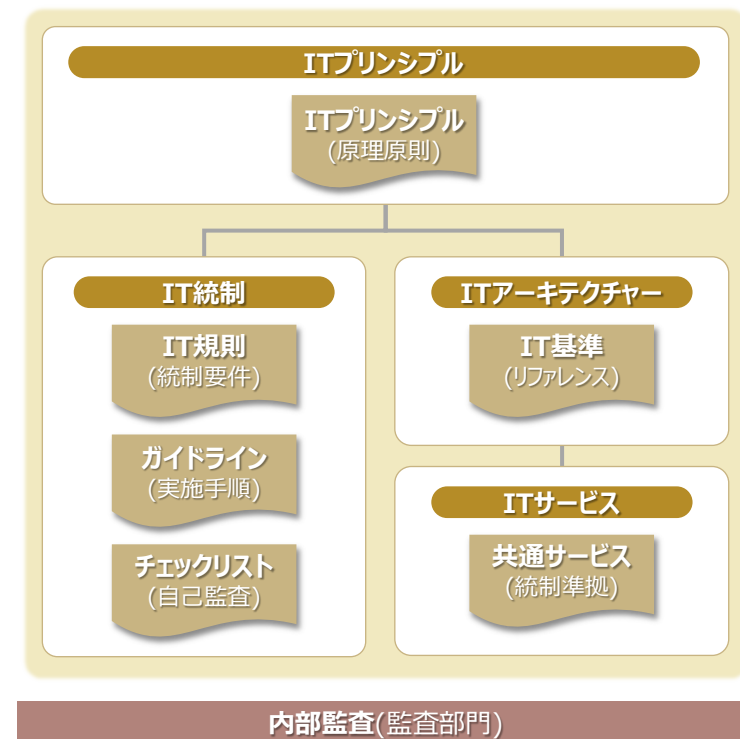 ITプリンシプル
ITプリンシプル
(原理原則)
IT統制
IT規則
(統制要件)
ガイドライン
(実施手順)
チェックリスト
(自己監査)
ITアーキテクチャー
IT基準
(リファレンス)
ITサービス
共通サービス
(統制準拠)
内部監査(監査部門)